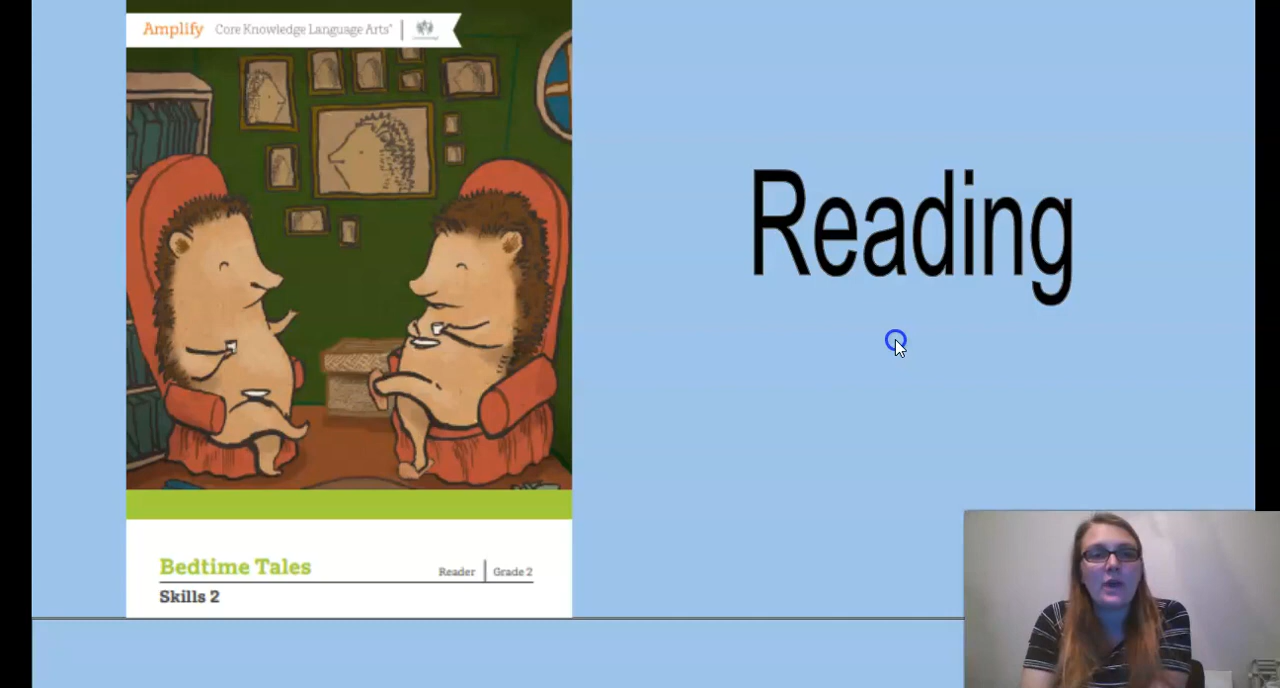 Amplify Core Knowledge Language Arts®
Reading
Bedtime Tales
Reader Grade 2
Skills 2